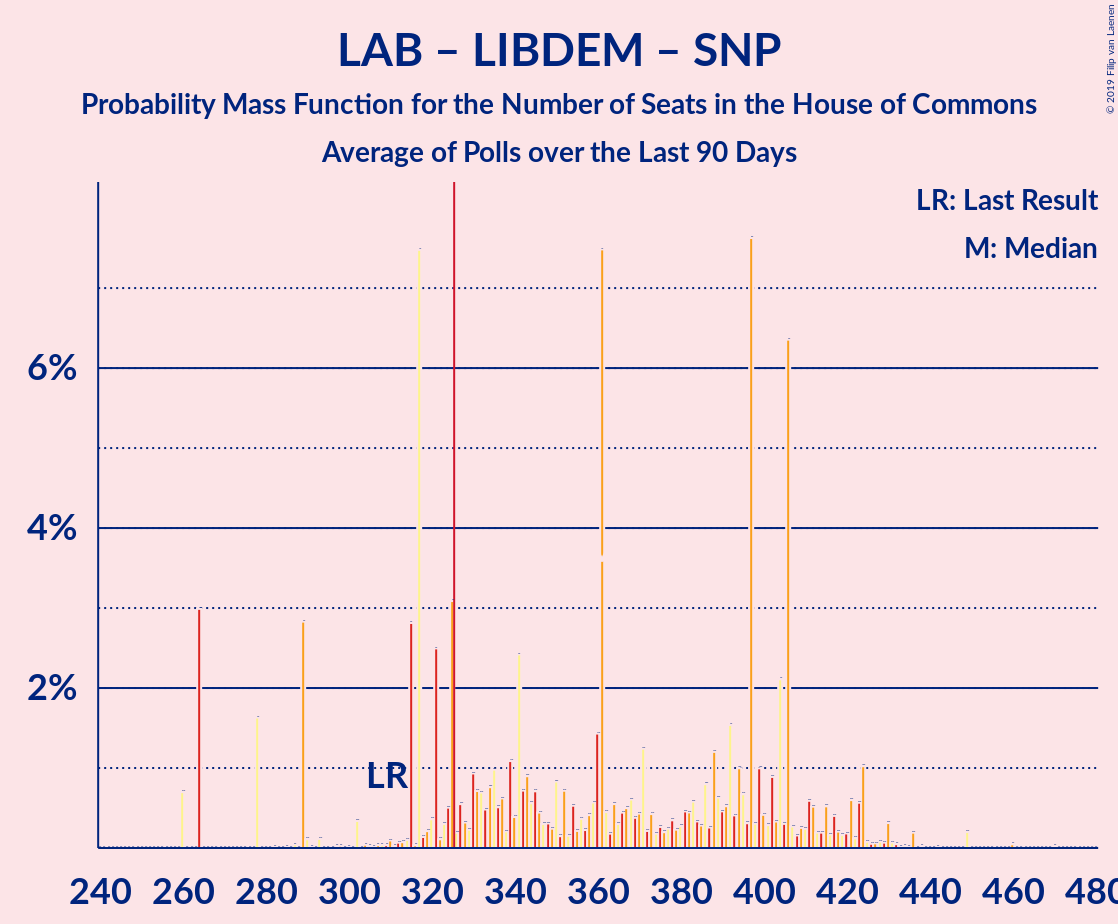 LAB – LIBDEM – SNP
Probability Mass Function for the Number of Seats in the House of Commons
Average of Polls over the Last 90 Days
© 2019 Filip van Laenen
LR: Last Result
M: Median
6%
4%
2%
LR
240 260 280 300 320 340 360 380 400 420 440 460 480